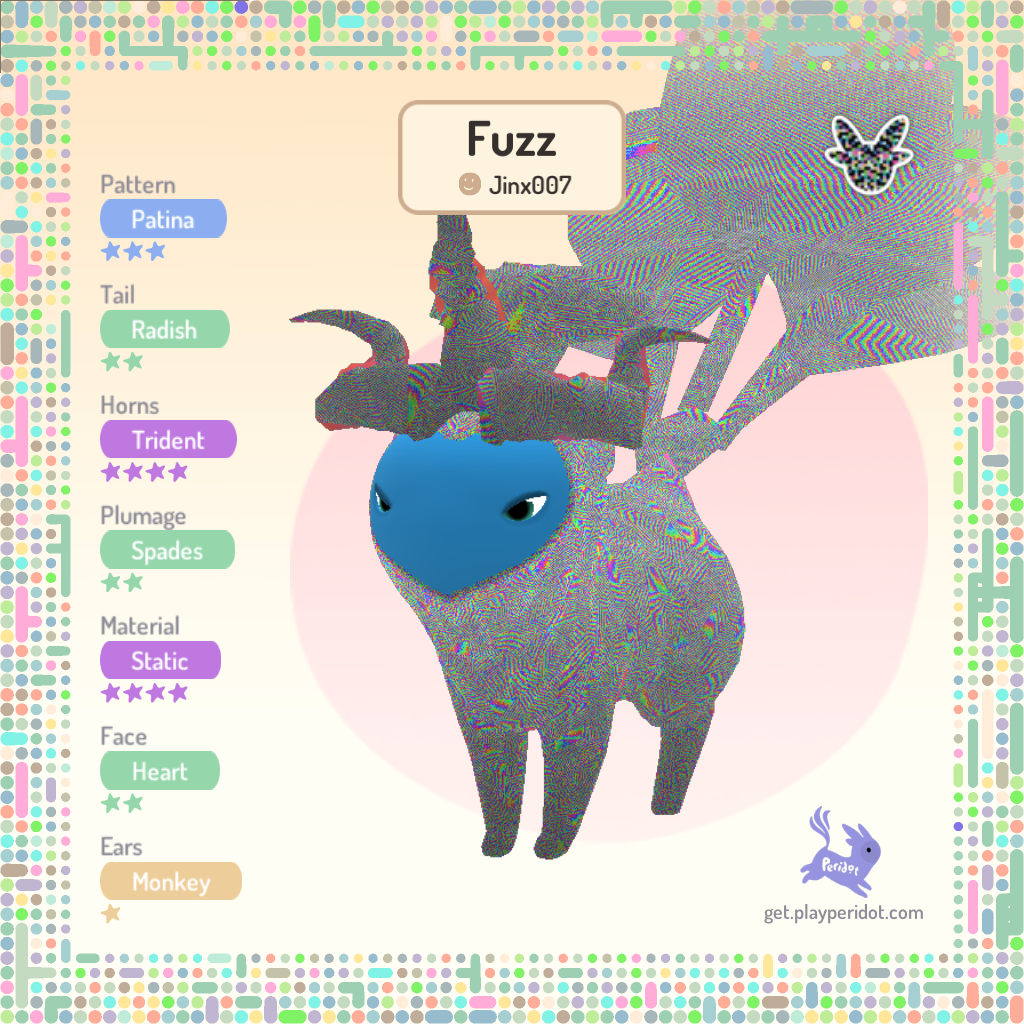 Fuzz
Jinx007
Pattern
Patina
Tail
Radish
Horns
Trident
Plumage
Spades
Material
Static
Face
Heart
Ears
Monkey
Peridot
get.playperidot.com